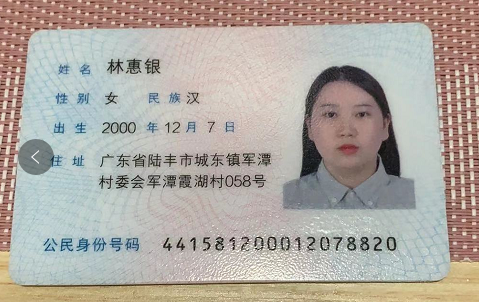 姓名 林惠银
性别 女 民族 汉
出生 2000 年 12 月 7 日
住址 广东省陆丰市城东镇军潭
村委会军潭霞湖村058号
公民身份号码 441581200012078820